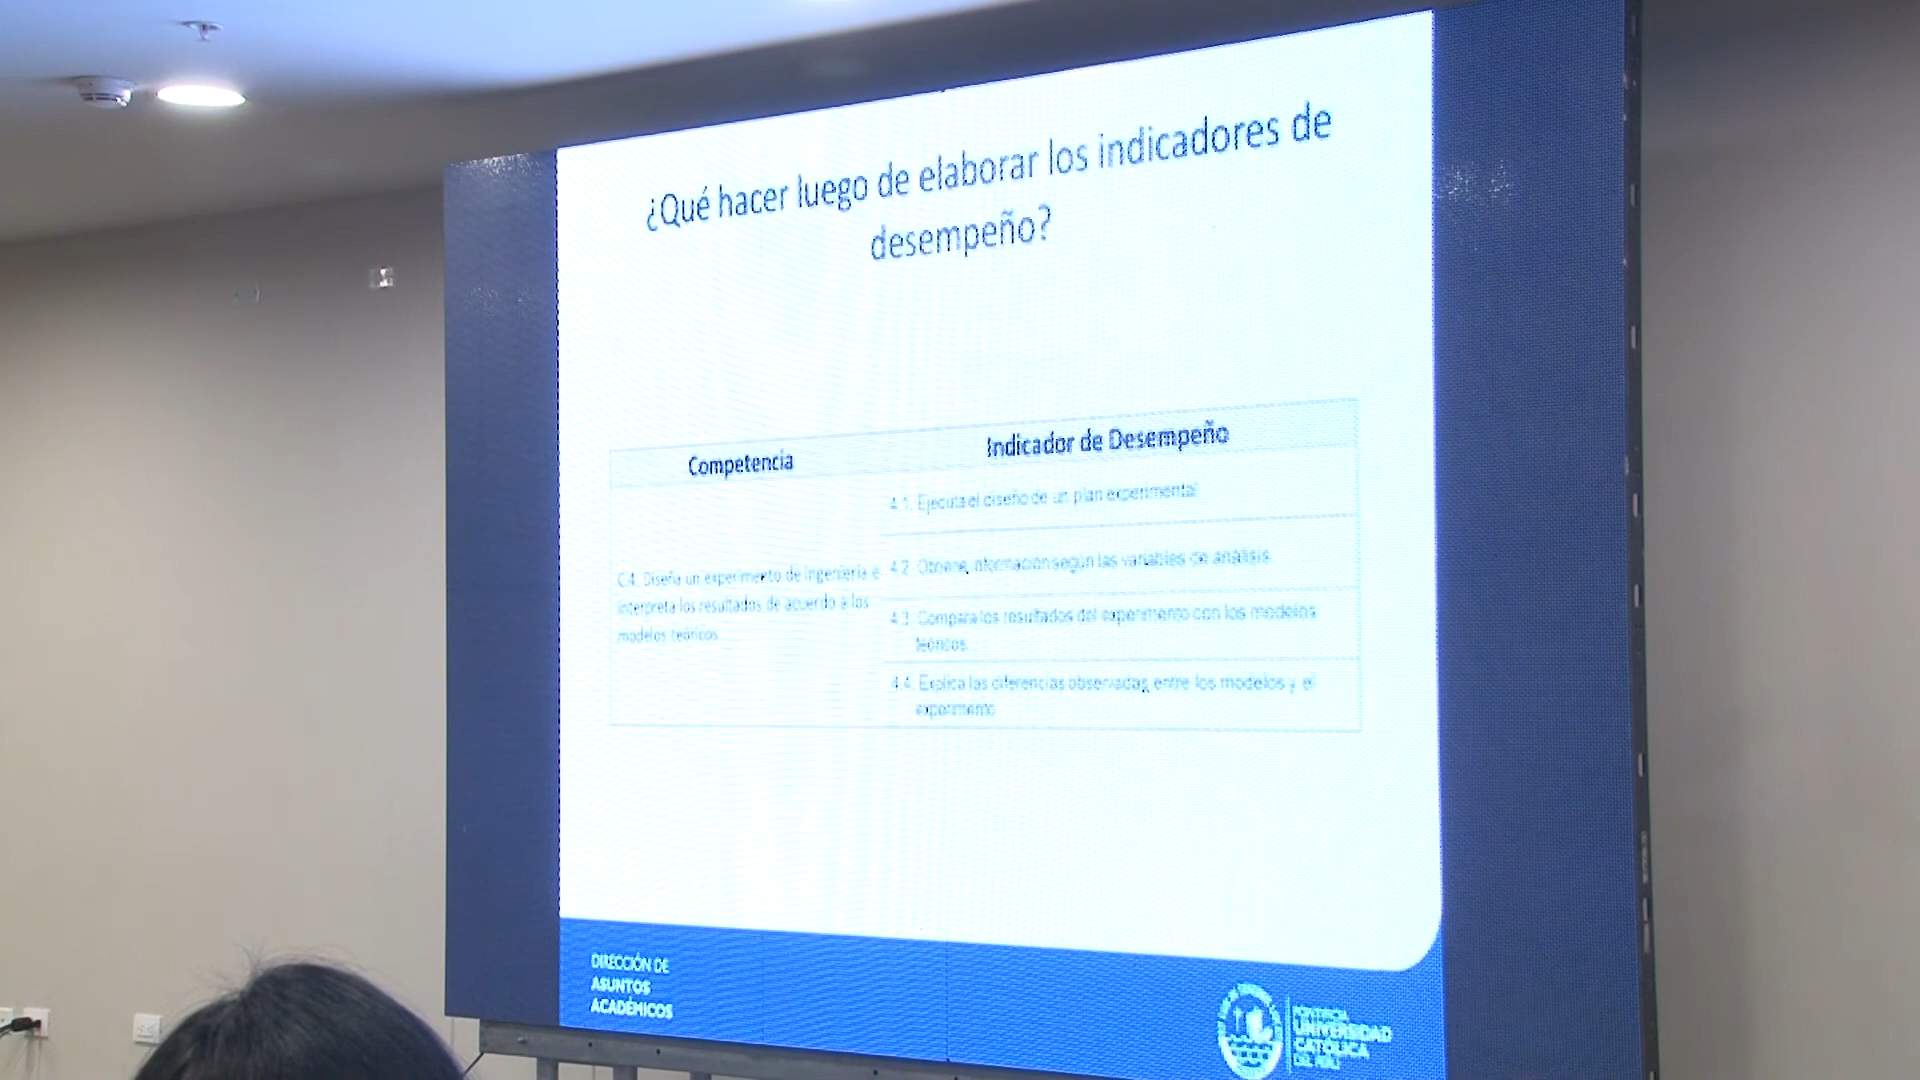 ¿Qué hacer luego de elaborar los indicadores de
desempeño?
Competencia
Indicador de Desempeño
C4. Diseña un experimento de ingeniería e
interpreta los resultados de acuerdo a los
modelos teóricos
4.1. Ejecuta el diseño de un plan experimental
4.2. Obtiene información según las variables de análisis.
4.3. Compara los resultados del experimento con los modelos
teóricos.
4.4. Explica las diferencias observadas entre los modelos y el
experimento
DIRECCIÓN DE
ASUNTOS
ACADÉMICOS
PONTIFICIA
UNIVERSIDAD
CATÓLICA
DEL PERÚ